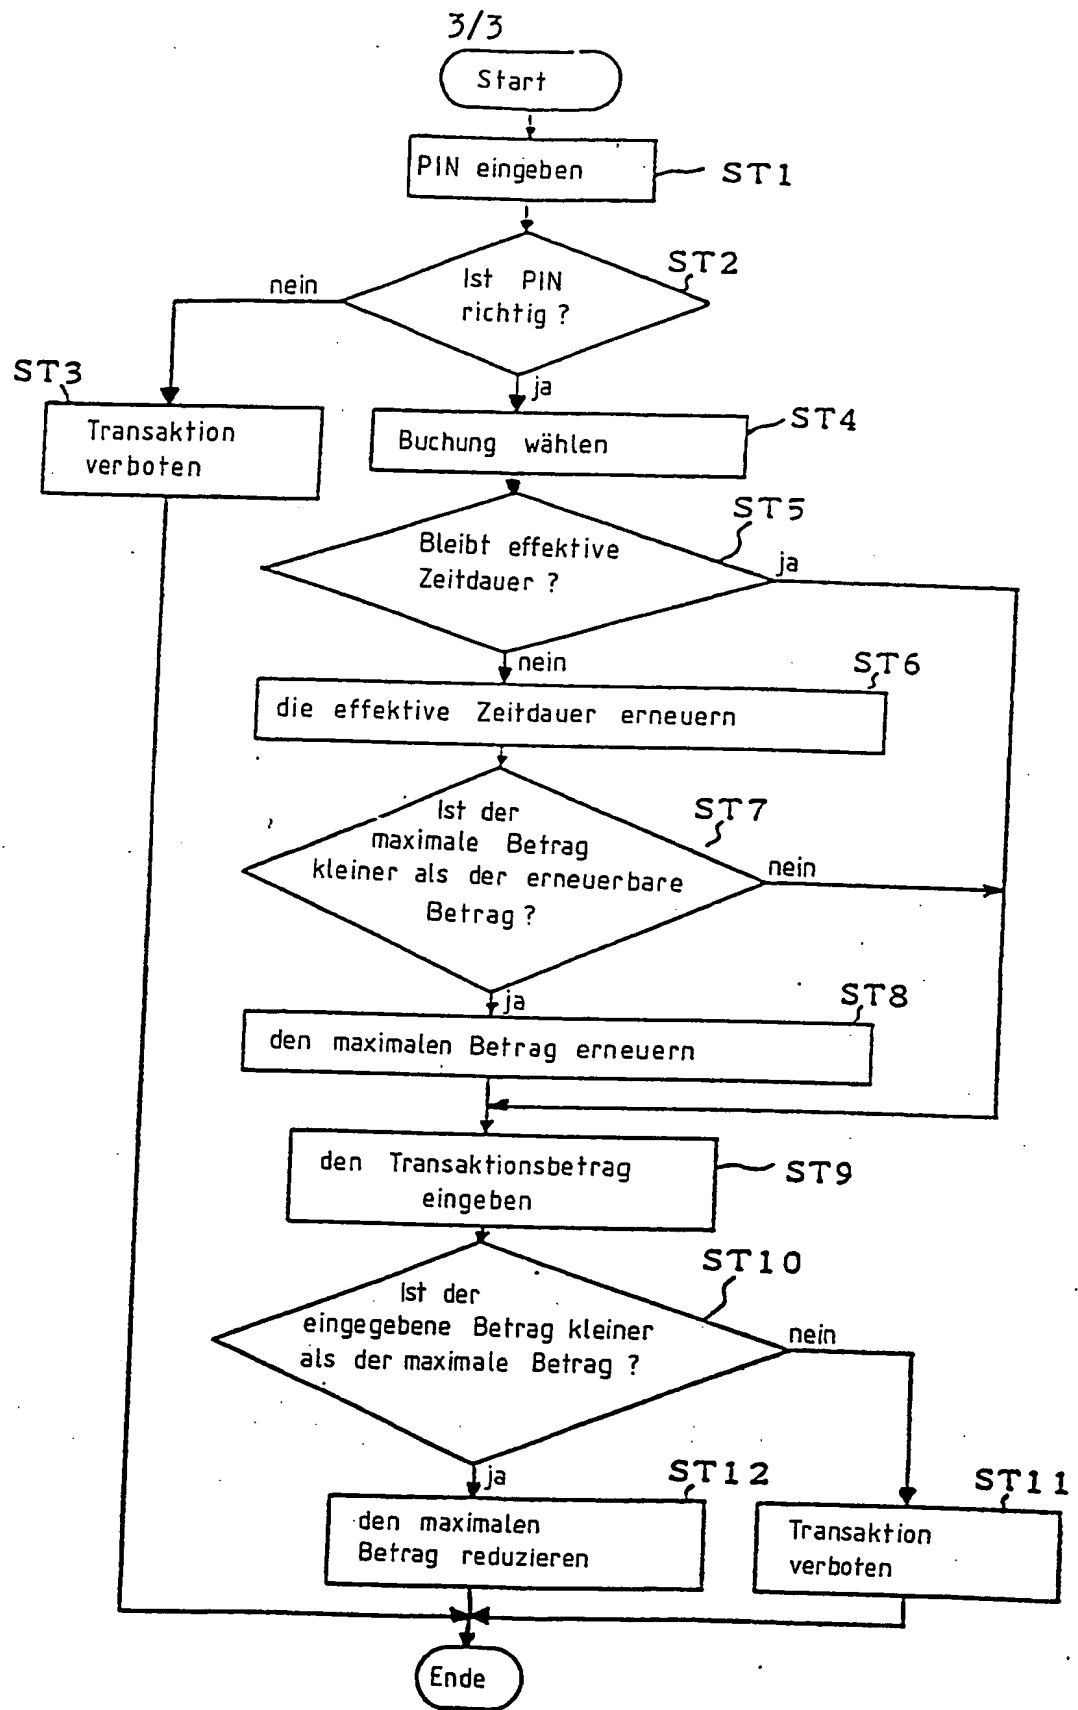 3/3
Start
PIN eingeben
ST1
Ist PIN
richtig ?
ST2
nein
ja
ST3
Transaktion
verboten
Buchung wählen
ST4
Bleibt effektive
Zeitdauer ?
ST5
ja
nein
ST6
die effektive Zeitdauer erneuern
Ist der
maximale Betrag
kleiner als der erneuerbare
Betrag ?
ST7
nein
ja
ST8
den maximalen Betrag erneuern
den Transaktionsbetrag
eingeben
ST9
Ist der
eingegebene Betrag kleiner
als der maximale Betrag ?
ST10
nein
ja
ST12
den maximalen
Betrag reduzieren
ST11
Transaktion
verboten
Ende